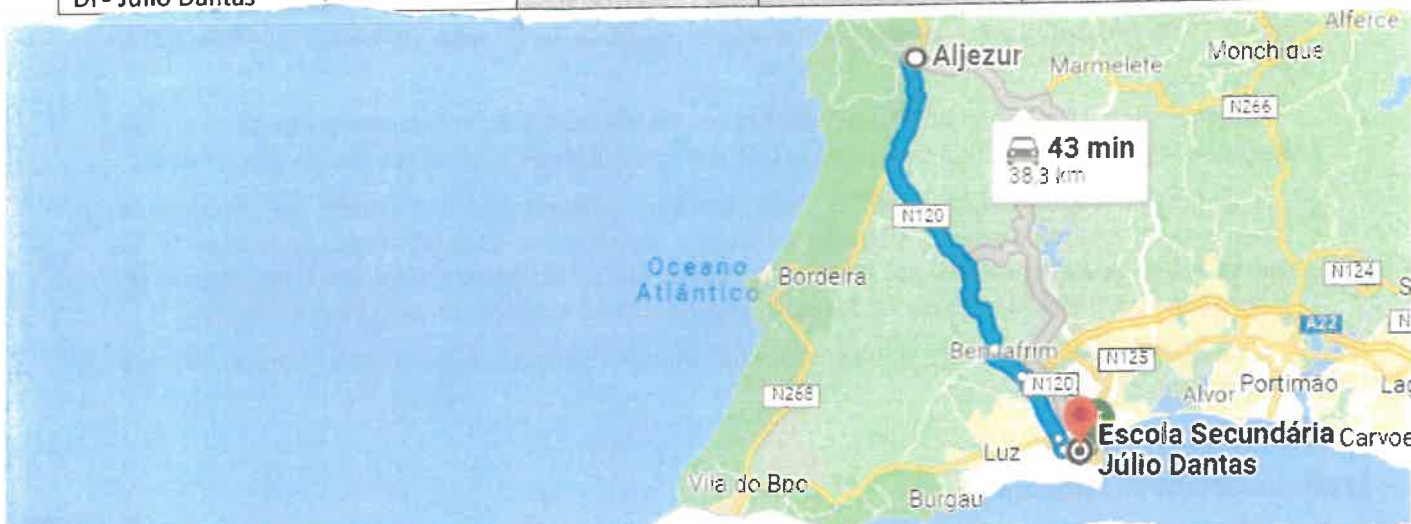 Dr- Júlio Dantas
Alferce
Aljezur
Marmelete
Monchique
N266
43 min
38,3 km
N120
Oceano
Atlântico
Bordeira
N124
A22
Bensafrim
N125
N120
N268
Alvor
Portimão
Escola Secundária
Júlio Dantas
Luz
Burgau